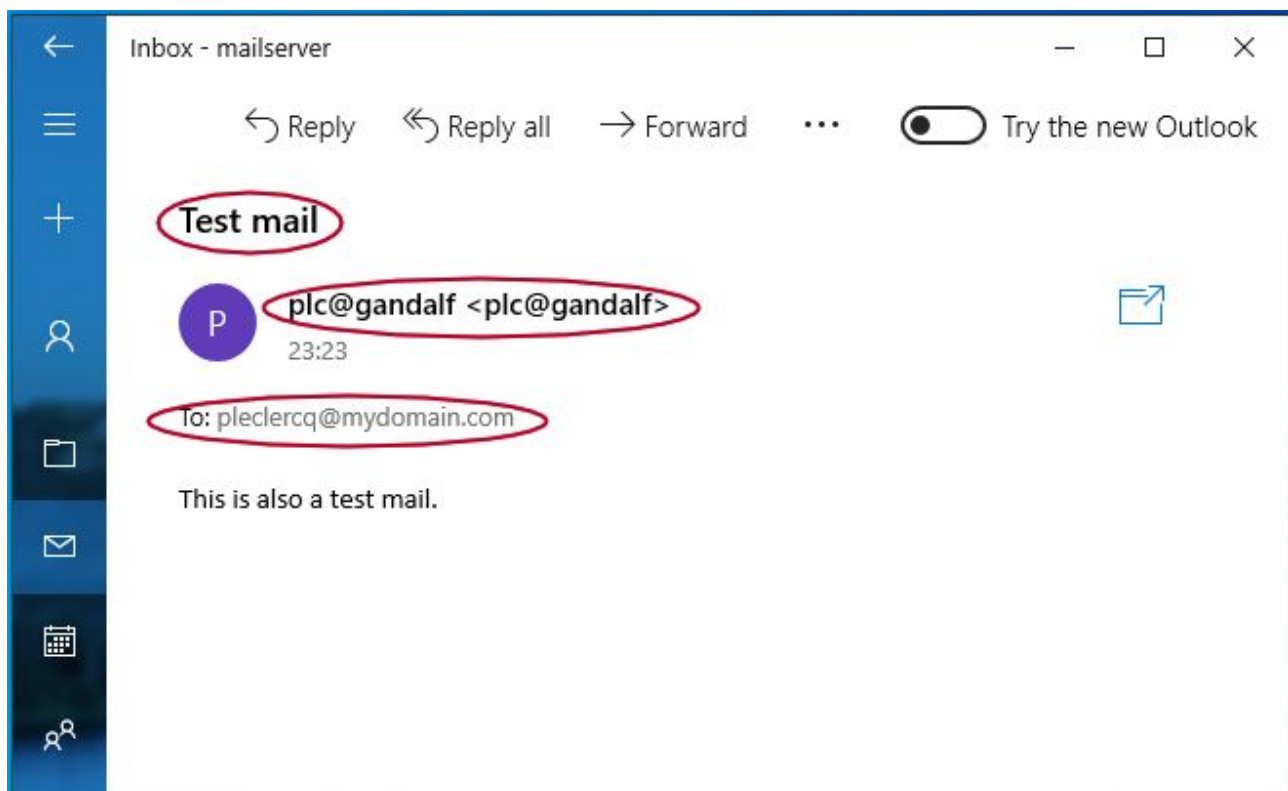 Inbox - mailserver
Reply Reply all Forward ... Try the new Outlook
Test mail
P
plc@gandalf <plc@gandalf>
23:23
To: pleclercq@mydomain.com
This is also a test mail.